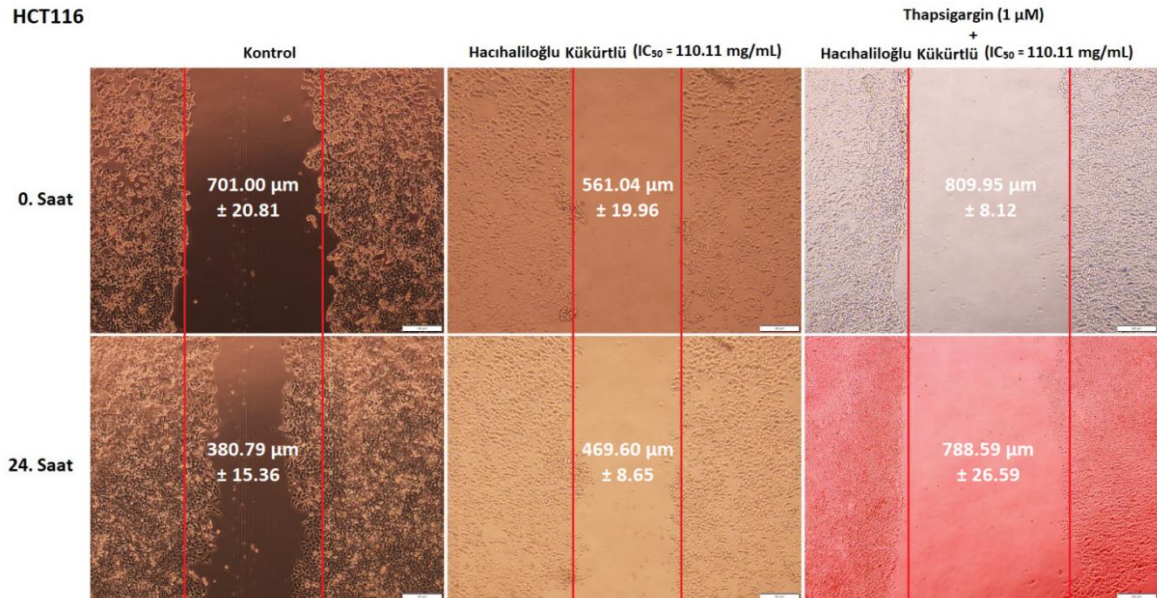 HCT116
Kontrol
Hacıhaliloğlu Kükürtlü (IC₅₀ = 110.11 mg/mL)
Thapsigargin (1 µM)
+
Hacıhaliloğlu Kükürtlü (IC₅₀ = 110.11 mg/mL)
0. Saat
701.00 µm
± 20.81
561.04 µm
± 19.96
809.95 µm
± 8.12
24. Saat
380.79 µm
± 15.36
469.60 µm
± 8.65
788.59 µm
± 26.59